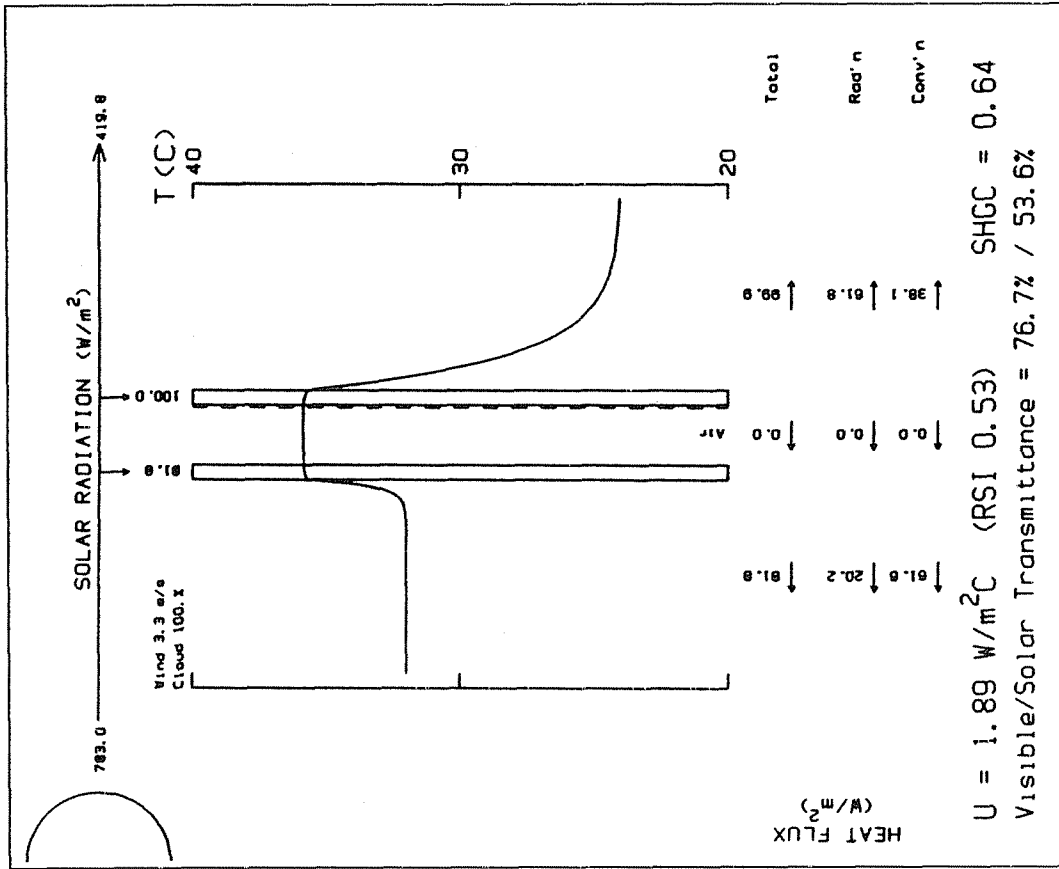 SOLAR RADIATION (W/m²)
783.0
419.8
81.8
100.0
T (C)
Wind 3.3 m/s
Cloud 100.%
40
30
20
Air
HEAT FLUX
(W/m²)
81.8
0.0
99.9
Total
20.2
0.0
61.8
Rad'n
61.6
0.0
38.1
Conv'n
U = 1.89 W/m²C (RSI 0.53) SHGC = 0.64
Visible/Solar Transmittance = 76.7% / 53.6%